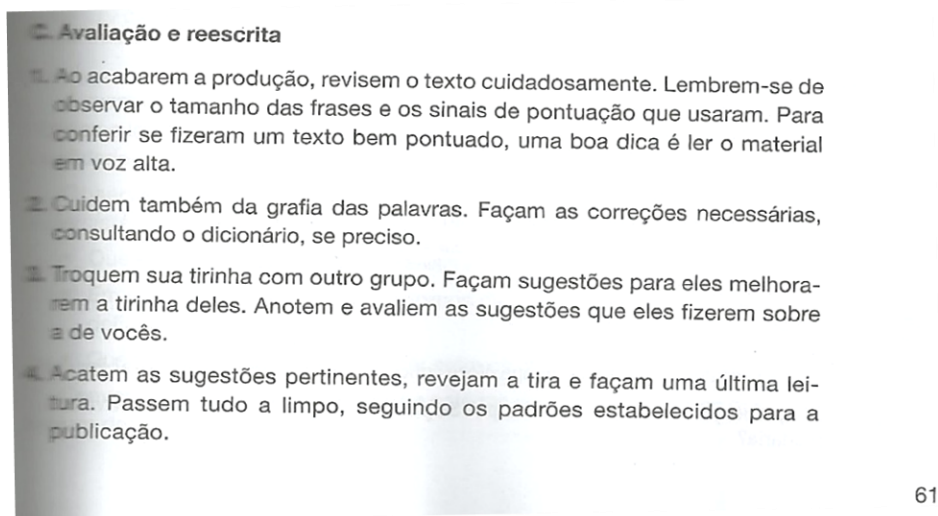 C. Avaliação e reescrita
1. Ao acabarem a produção, revisem o texto cuidadosamente. Lembrem-se de
observar o tamanho das frases e os sinais de pontuação que usaram. Para
conferir se fizeram um texto bem pontuado, uma boa dica é ler o material
em voz alta.
2. Cuidem também da grafia das palavras. Façam as correções necessárias,
consultando o dicionário, se preciso.
3. Troquem sua tirinha com outro grupo. Façam sugestões para eles melhora-
rem a tirinha deles. Anotem e avaliem as sugestões que eles fizerem sobre
a de vocês.
4. Acatem as sugestões pertinentes, revejam a tira e façam uma última lei-
tura. Passem tudo a limpo, seguindo os padrões estabelecidos para a
publicação.
61